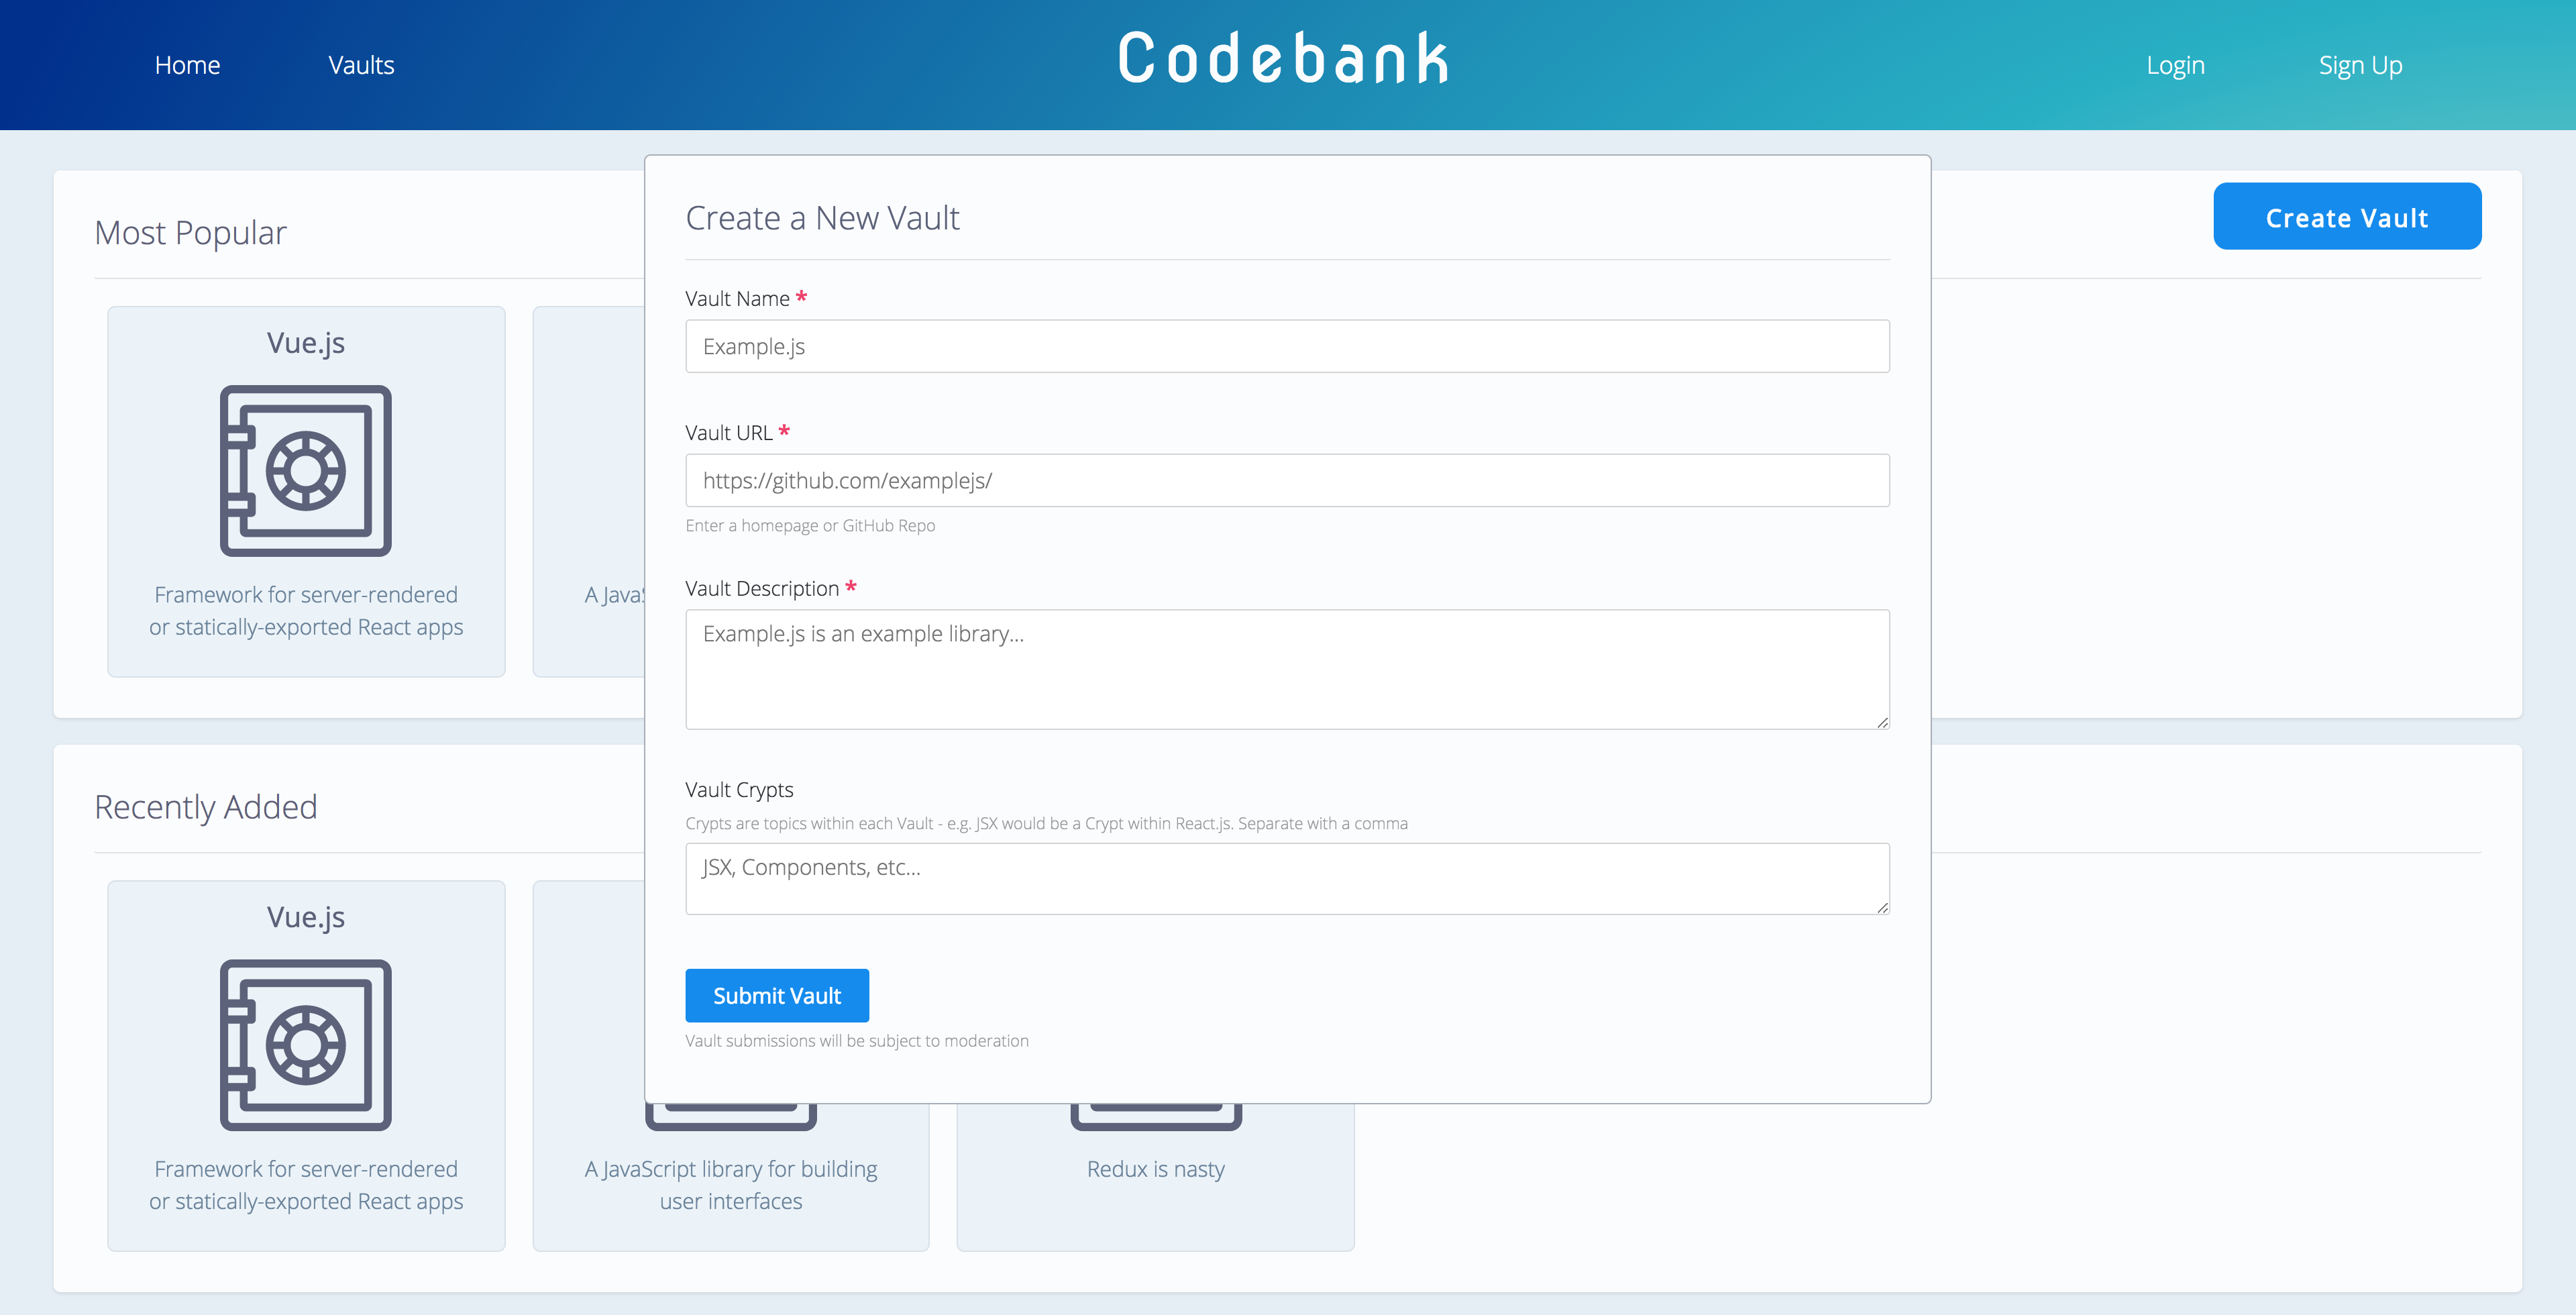 Home
Vaults
Codebank
Login
Sign Up
Most Popular
Create Vault
Vue.js
Framework for server-rendered
or statically-exported React apps
Create a New Vault
Vault Name *
Example.js
Vault URL *
https://github.com/examplejs/
Enter a homepage or GitHub Repo
Vault Description *
Example.js is an example library...
Vault Crypts
Crypts are topics within each Vault - e.g. JSX would be a Crypt within React.js. Separate with a comma
JSX, Components, etc...
Submit Vault
Vault submissions will be subject to moderation
Recently Added
Vue.js
Framework for server-rendered
or statically-exported React apps
A JavaScript library for building
user interfaces
Redux is nasty